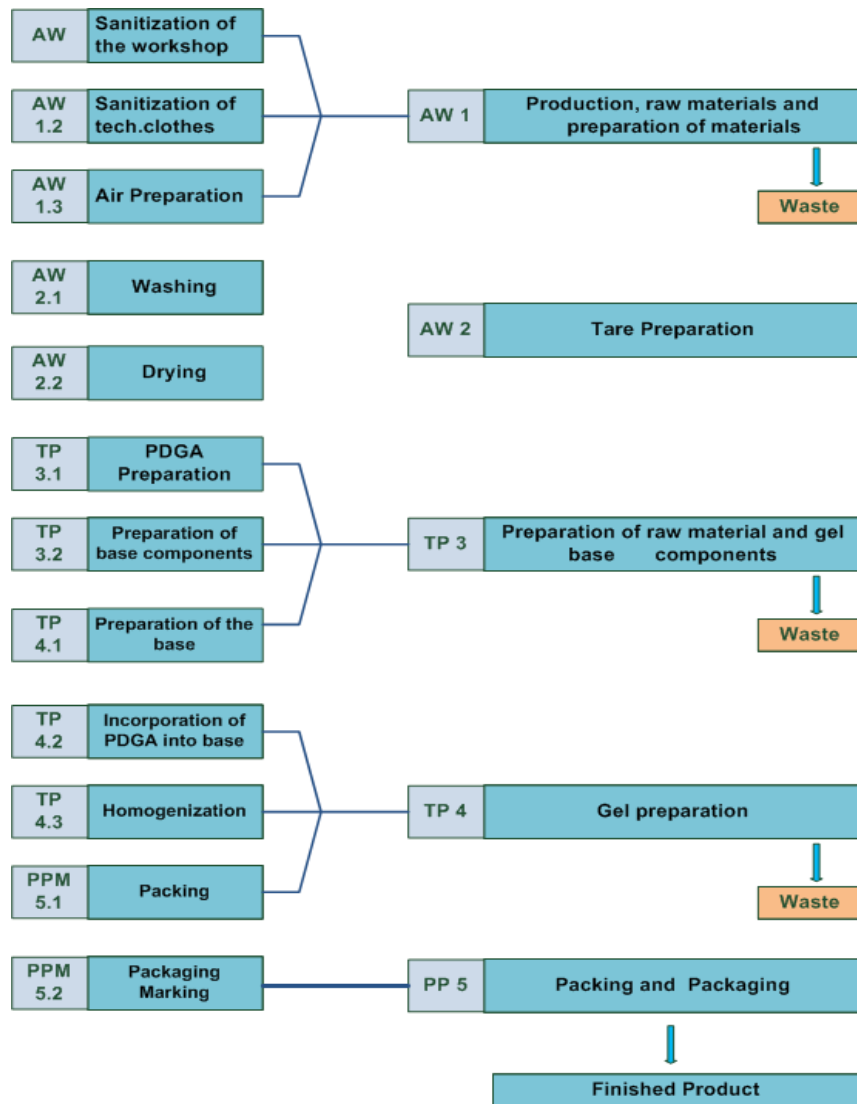 AW
Sanitization of
the workshop
AW
1.2
Sanitization of
tech.clothes
AW 1
Production, raw materials and
preparation of materials
AW
1.3
Air Preparation
Waste
AW
2.1
Washing
AW 2
Tare Preparation
AW
2.2
Drying
TP
3.1
PDGA
Preparation
TP
3.2
Preparation of
base components
TP 3
Preparation of raw material and gel
base components
TP
4.1
Preparation of the
base
Waste
TP
4.2
Incorporation of
PDGA into base
TP
4.3
Homogenization
TP 4
Gel preparation
PPM
5.1
Packing
Waste
PPM
5.2
Packaging
Marking
PP 5
Packing and Packaging
Finished Product